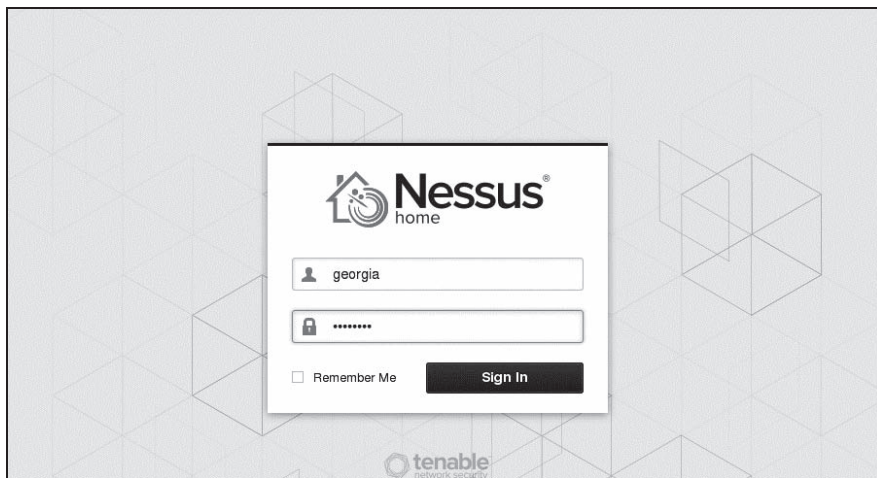 Nessus®
home
georgia
••••••••
Remember Me
Sign In
tenable
network security